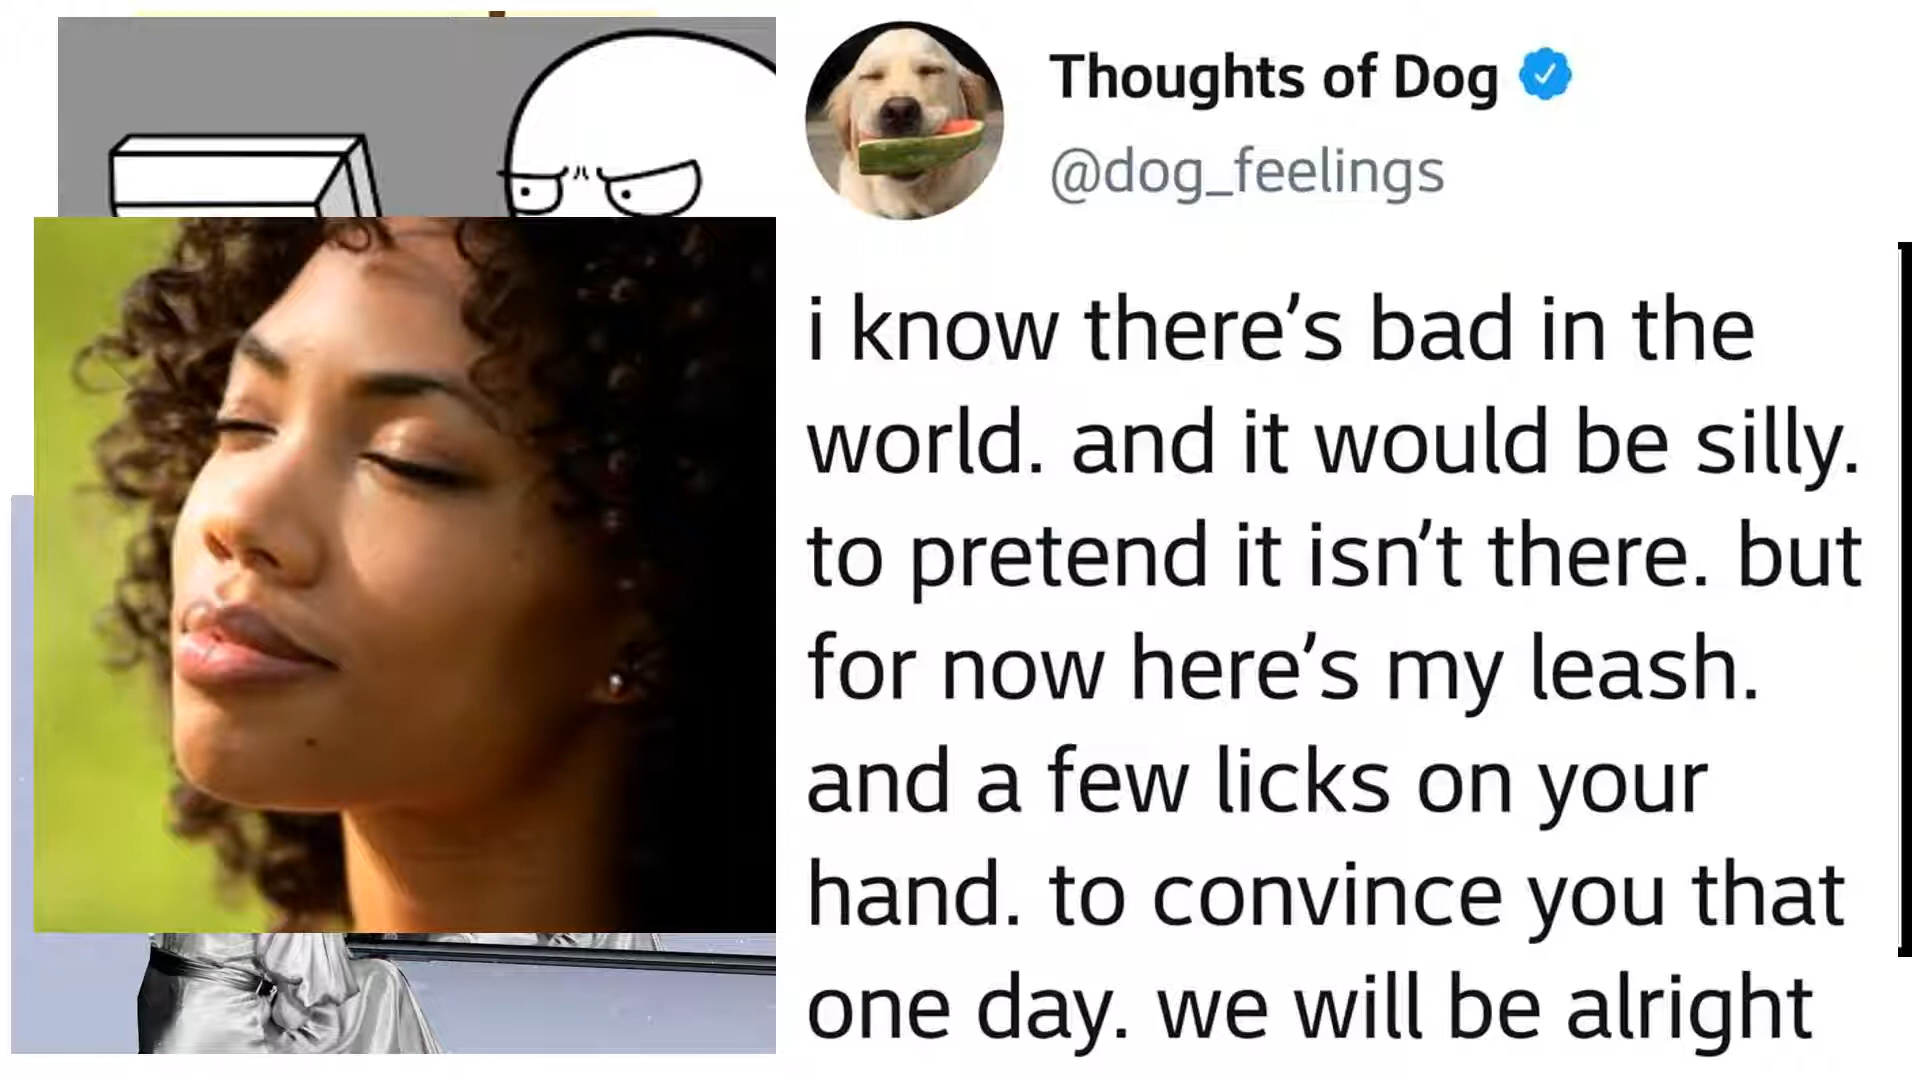 Thoughts of Dog
@dog_feelings
i know there’s bad in the
world. and it would be silly.
to pretend it isn’t there. but
for now here’s my leash.
and a few licks on your
hand. to convince you that
one day. we will be alright